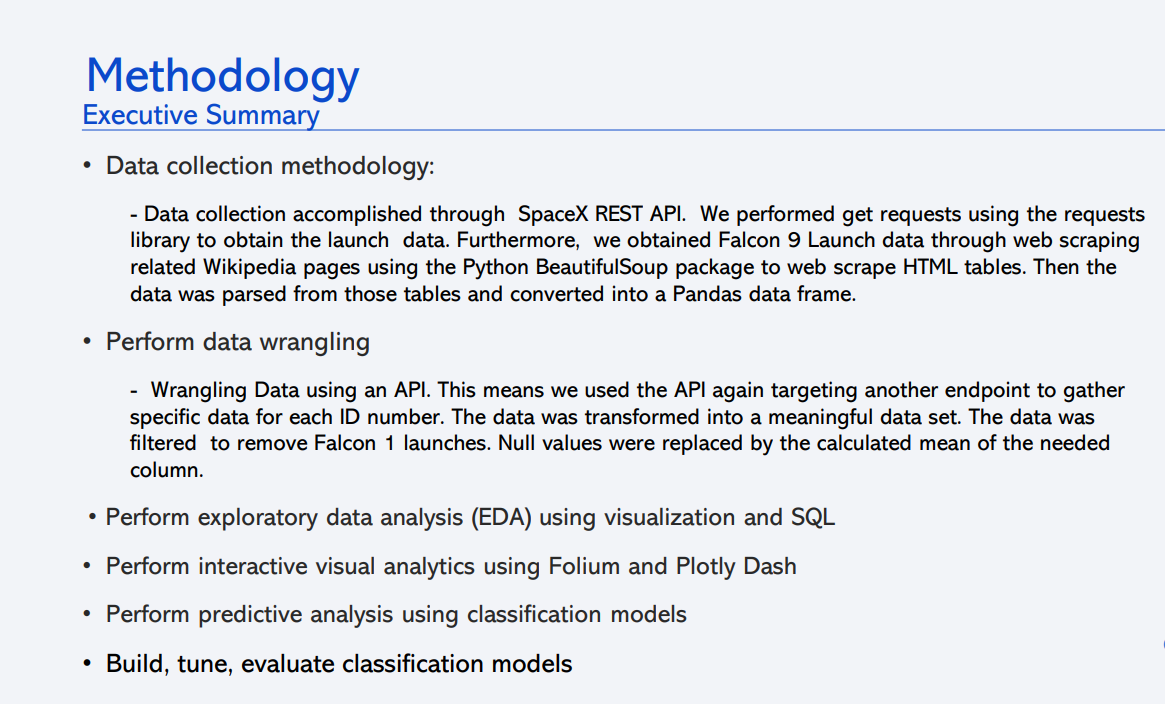 Methodology
Executive Summary
• Data collection methodology:
- Data collection accomplished through  SpaceX REST API.  We performed get requests using the requests
library to obtain the launch  data. Furthermore,  we obtained Falcon 9 Launch data through web scraping
related Wikipedia pages using the Python BeautifulSoup package to web scrape HTML tables. Then the
data was parsed from those tables and converted into a Pandas data frame.
• Perform data wrangling
-  Wrangling Data using an API. This means we used the API again targeting another endpoint to gather
specific data for each ID number. The data was transformed into a meaningful data set. The data was
filtered  to remove Falcon 1 launches. Null values were replaced by the calculated mean of the needed
column.
• Perform exploratory data analysis (EDA) using visualization and SQL
• Perform interactive visual analytics using Folium and Plotly Dash
• Perform predictive analysis using classification models
• Build, tune, evaluate classification models